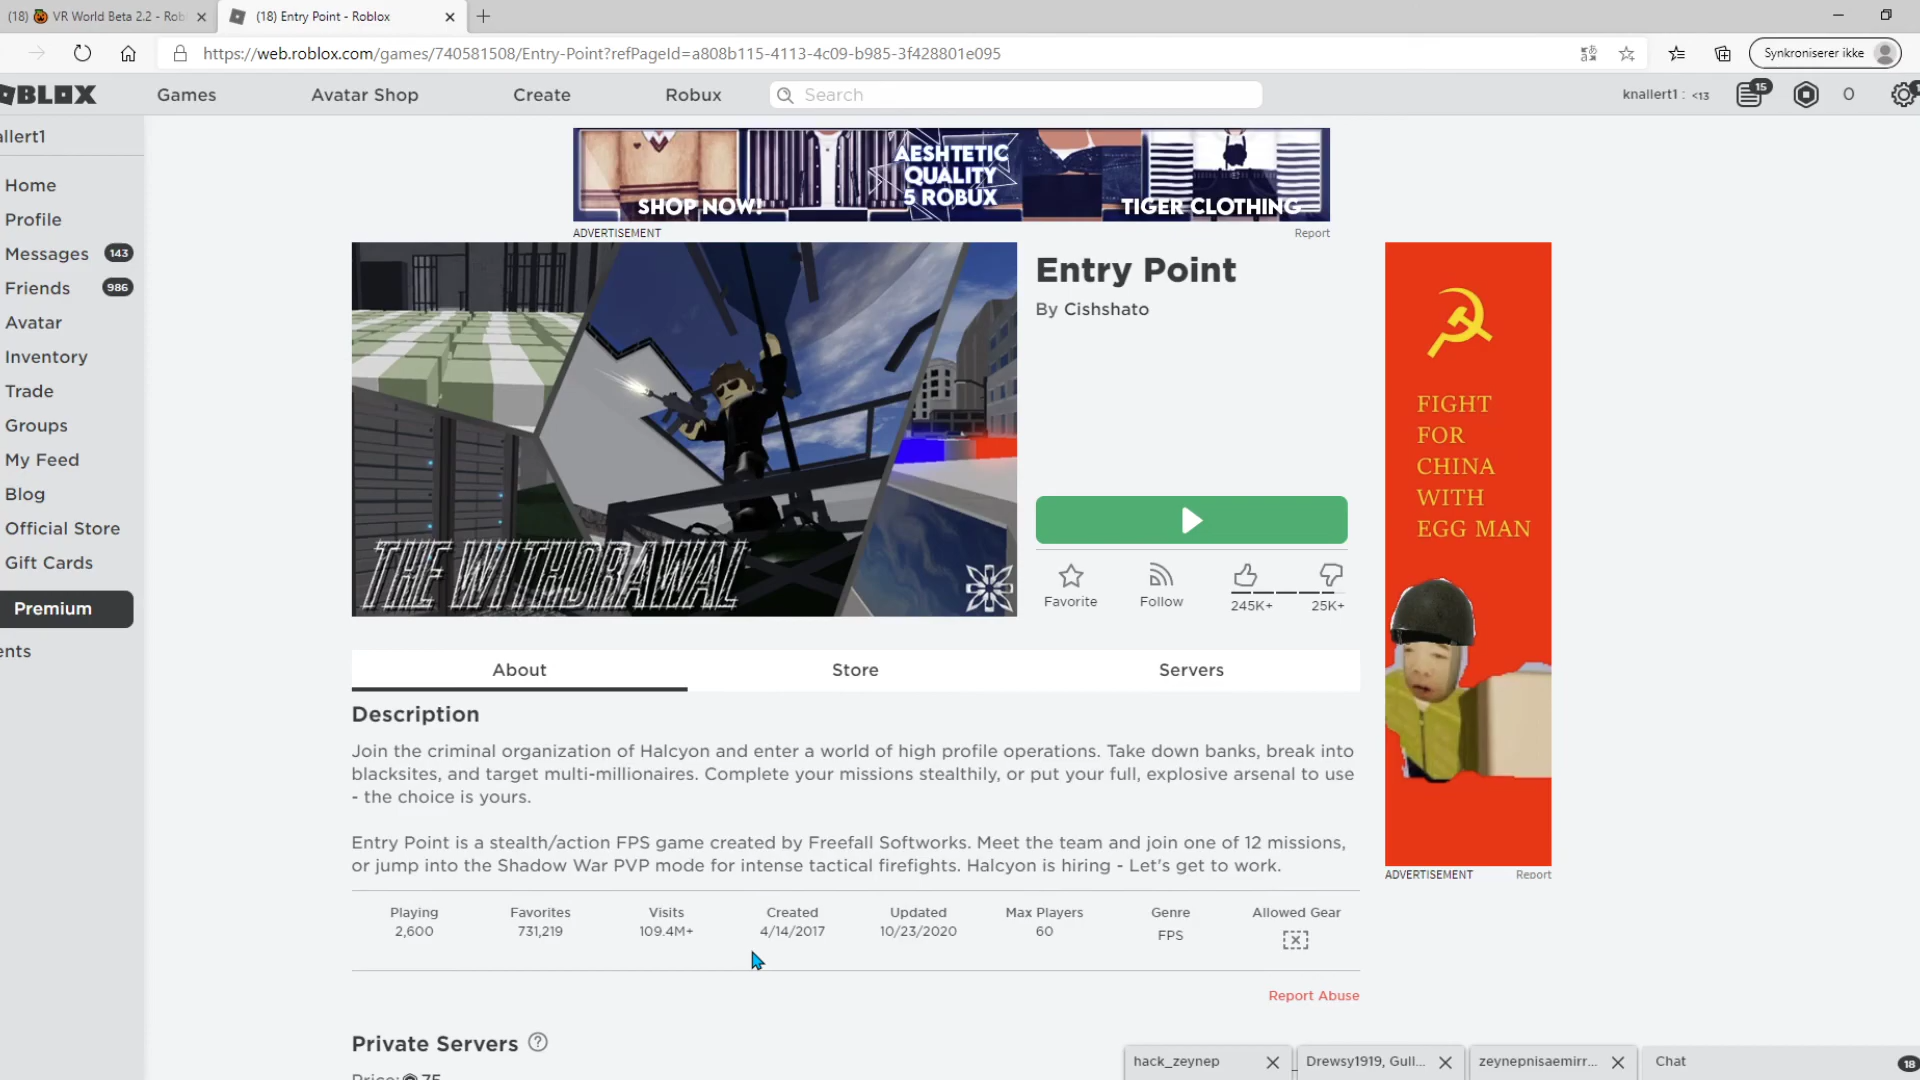 (18) 🎃 VR World Beta 2.2 - Rob
(18) Entry Point - Roblox
https://web.roblox.com/games/740581508/Entry-Point?refPageId=a808b115-4113-4c09-b985-3f428801e095
Synkroniserer ikke
BLOX
Games
Avatar Shop
Create
Robux
Search
knallert1 : <13
15
0
allert1
Home
Profile
Messages 143
Friends 986
Avatar
Inventory
Trade
Groups
My Feed
Blog
Official Store
Gift Cards
Premium
ents
AESHTETIC
QUALITY
5 ROBUX
SHOP NOW!
TIGER CLOTHING
ADVERTISEMENT
Report
THE WITHDRAWAL
Entry Point
By Cishshato
Favorite
Follow
245K+
25K+
FIGHT
FOR
CHINA
WITH
EGG MAN
ADVERTISEMENT
Report
About
Store
Servers
Description
Join the criminal organization of Halcyon and enter a world of high profile operations. Take down banks, break into
blacksites, and target multi-millionaires. Complete your missions stealthily, or put your full, explosive arsenal to use
- the choice is yours.
Entry Point is a stealth/action FPS game created by Freefall Softworks. Meet the team and join one of 12 missions,
or jump into the Shadow War PVP mode for intense tactical firefights. Halcyon is hiring - Let's get to work.
Playing
2,600
Favorites
731,219
Visits
109.4M+
Created
4/14/2017
Updated
10/23/2020
Max Players
60
Genre
FPS
Allowed Gear
Report Abuse
Private Servers
Price: 75
hack_zeynep
Drewsy1919, Gull...
zeynepnisaemirr...
Chat
18